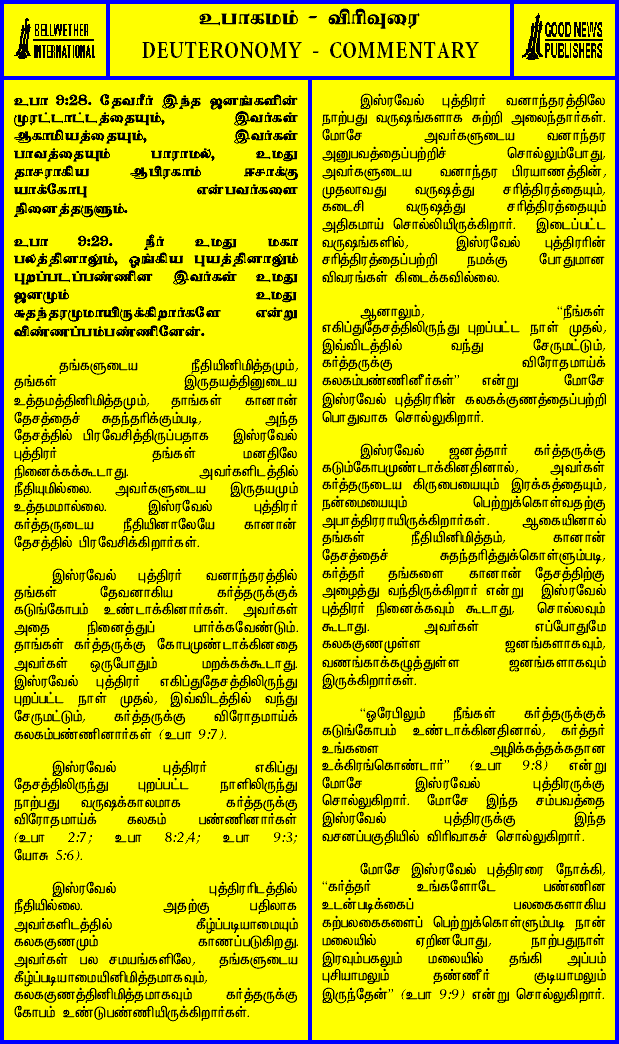 BELLWETHER
INTERNATIONAL
உபாகமம் - விரிவுரை
DEUTERONOMY - COMMENTARY
GOOD NEWS
PUBLISHERS
உபா 9:28. தேவரீர் இந்த ஜனங்களின்
முரட்டாட்டத்தையும், இவர்கள்
ஆகாமியத்தையும், இவர்கள்
பாவத்தையும் பாராமல், உமது
தாசராகிய ஆபிரகாம் ஈசாக்கு
யாக்கோபு என்பவர்களை
நினைத்தருளும்.
உபா 9:29. நீர் உமது மகா
பலத்தினாலும், ஓங்கிய புயத்தினாலும்
புறப்படப்பண்ணின இவர்கள் உமது
ஜனமும் உமது
சுதந்தரமுமாயிருக்கிறார்களே என்று
விண்ணப்பம்பண்ணினேன்.
தங்களுடைய நீதியினிமித்தமும்,
தங்கள் இருதயத்தினுடைய
உத்தமத்தினிமித்தமும், தாங்கள் கானான்
தேசத்தைச் சுதந்தரிக்கும்படி, அந்த
தேசத்தில் பிரவேசித்திருப்பதாக இஸ்ரவேல்
புத்திரர் தங்கள் மனதிலே
நினைக்கக்கூடாது. அவர்களிடத்தில்
நீதியுமில்லை. அவர்களுடைய இருதயமும்
உத்தமமாலலை. இஸ்ரவேல் புத்திரர்
கர்த்தருடைய நீதியினாலேயே கானான்
தேசத்தில் பிரவேசிக்கிறார்கள்.
இஸ்ரவேல் புத்திரர் வனாந்தரத்தில்
தங்கள் தேவனாகிய கர்த்தருக்குக்
கடுங்கோபம் உண்டாக்கினார்கள். அவர்கள்
அதை நினைத்துப் பார்க்கவேண்டும்.
தாங்கள் கர்த்தருக்கு கோபமுண்டாக்கினதை
அவர்கள் ஒருபோதும் மறக்கக்கூடாது.
இஸ்ரவேல் புத்திரர் எகிப்துதேசத்திலிருந்து
புறப்பட்ட நாள் முதல், இவ்விடத்தில் வந்து
சேருமட்டும், கர்த்தருக்கு விரோதமாய்க்
கலகம்பண்ணினார்கள் (உபா 9:7).
இஸ்ரவேல் புத்திரர் எகிப்து
தேசத்திலிருந்து புறப்பட்ட நாளிலிருந்து
நாற்பது வருஷக்காலமாக கர்த்தருக்கு
விரோதமாய்க் கலகம் பண்ணினார்கள்
(உபா 2:7; உபா 8:2,4; உபா 9:3;
யோசு 5:6).
இஸ்ரவேல் புத்திரரிடத்தில்
நீதியில்லை. அதற்கு பதிலாக
அவர்களிடத்தில் கீழ்ப்படியாமையும்
கலககுணமும் காணப்படுகிறது.
அவர்கள் பல சமயங்களிலே, தங்களுடைய
கீழ்ப்படியாமையினிமித்தமாகவும்,
கலககுணத்தினிமித்தமாகவும் கர்த்தருக்கு
கோபம் உண்டுபண்ணியிருக்கிறார்கள்.
இஸ்ரவேல் புத்திரர் வனாந்தரத்திலே
நாற்பது வருஷங்களாக சுற்றி அலைந்தார்கள்.
மோசே அவர்களுடைய வனாந்தர
அனுபவத்தைப்பற்றிச் சொல்லும்போது,
அவர்களுடைய வனாந்தர பிரயாணத்தின்,
முதலாவது வருஷத்து சரித்திரத்தையும்,
கடைசி வருஷத்து சரித்திரத்தையும்
அதிகமாய் சொல்லியிருக்கிறார். இடைப்பட்ட
வருஷங்களில், இஸ்ரவேல் புத்திரரின்
சரித்திரத்தைப்பற்றி நமக்கு போதுமான
விவரங்கள் கிடைக்கவில்லை.
ஆனாலும், “நீங்கள்
எகிப்துதேசத்திலிருந்து புறப்பட்ட நாள் முதல்,
இவ்விடத்தில் வந்து சேருமட்டும்,
கர்த்தருக்கு விரோதமாய்க்
கலகம்பண்ணினீர்கள்” என்று மோசே
இஸ்ரவேல் புத்திரரின் கலகக்குணத்தைப்பற்றி
பொதுவாக சொல்லுகிறார்.
இஸ்ரவேல் ஜனத்தார் கர்த்தருக்கு
கடும்கோபமுண்டாக்கினதினால், அவர்கள்
கர்த்தருடைய கிருபையையும் இரக்கத்தையும்,
நன்மையையும் பெற்றுக்கொள்வதற்கு
அபாத்திரராயிருக்கிறார்கள். ஆகையினால்
தங்கள் நீதியினிமித்தம், கானான்
தேசத்தைச் சுதந்தரித்துக்கொள்ளும்படி,
கர்த்தர் தங்களை கானான் தேசத்திற்கு
அழைத்து வந்திருக்கிறார் என்று இஸ்ரவேல்
புத்திரர் நினைக்கவும் கூடாது, சொல்லவும்
கூடாது. அவர்கள் எப்போதுமே
கலககுணமுள்ள ஜனங்களாகவும்,
வணங்காக்கழுத்துள்ள ஜனங்களாகவும்
இருக்கிறார்கள்.
“ஓரேபிலும் நீங்கள் கர்த்தருக்குக்
கடுங்கோபம் உண்டாக்கினதினால், கர்த்தர்
உங்களை அழிக்கத்தக்கதான
உக்கிரங்கொண்டார்” (உபா 9:8) என்று
மோசே இஸ்ரவேல் புத்திரருக்கு
சொல்லுகிறார். மோசே இந்த சம்பவத்தை
இஸ்ரவேல் புத்திரருக்கு இந்த
வசனப்பகுதியில் விரிவாகச் சொல்லுகிறார்.
மோசே இஸ்ரவேல் புத்திரரை நோக்கி,
“கர்த்தர் உங்களோடே பண்ணின
உடன்படிக்கைப் பலகைகளாகிய
கற்பலகைகளைப் பெற்றுக்கொள்ளும்படி நான்
மலையில் ஏறினபோது, நாற்பதுநாள்
இரவும்பகலும் மலையில் தங்கி அப்பம்
புசியாமலும் தண்ணீர் குடியாமலும்
இருந்தேன்” (உபா 9:9) என்று சொல்லுகிறார்.